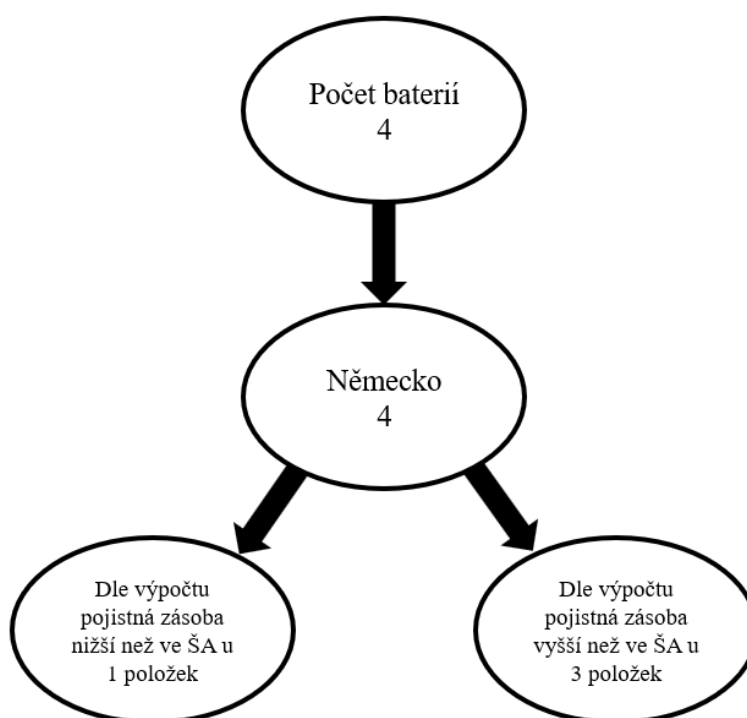 Počet baterií
4
Německo
4
Dle výpočtu
pojistná zásoba
nižší než ve ŠA u
1 položek
Dle výpočtu
pojistná zásoba
vyšší než ve ŠA u
3 položek